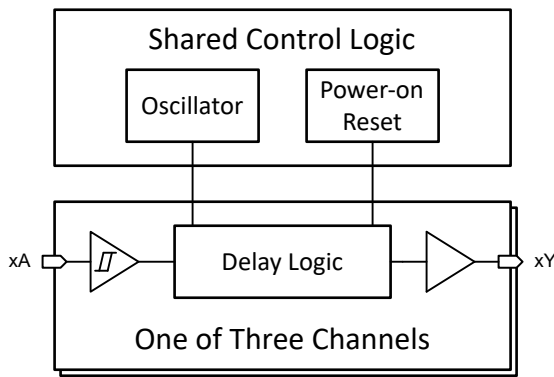 Shared Control Logic
Oscillator
Power-on
Reset
xA
Delay Logic
xY
One of Three Channels